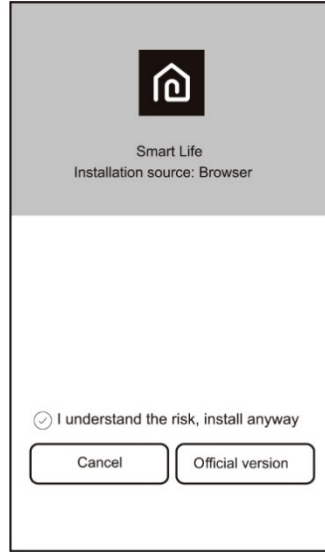 Smart Life
Installation source: Browser
I understand the risk, install anyway
Cancel
Official version